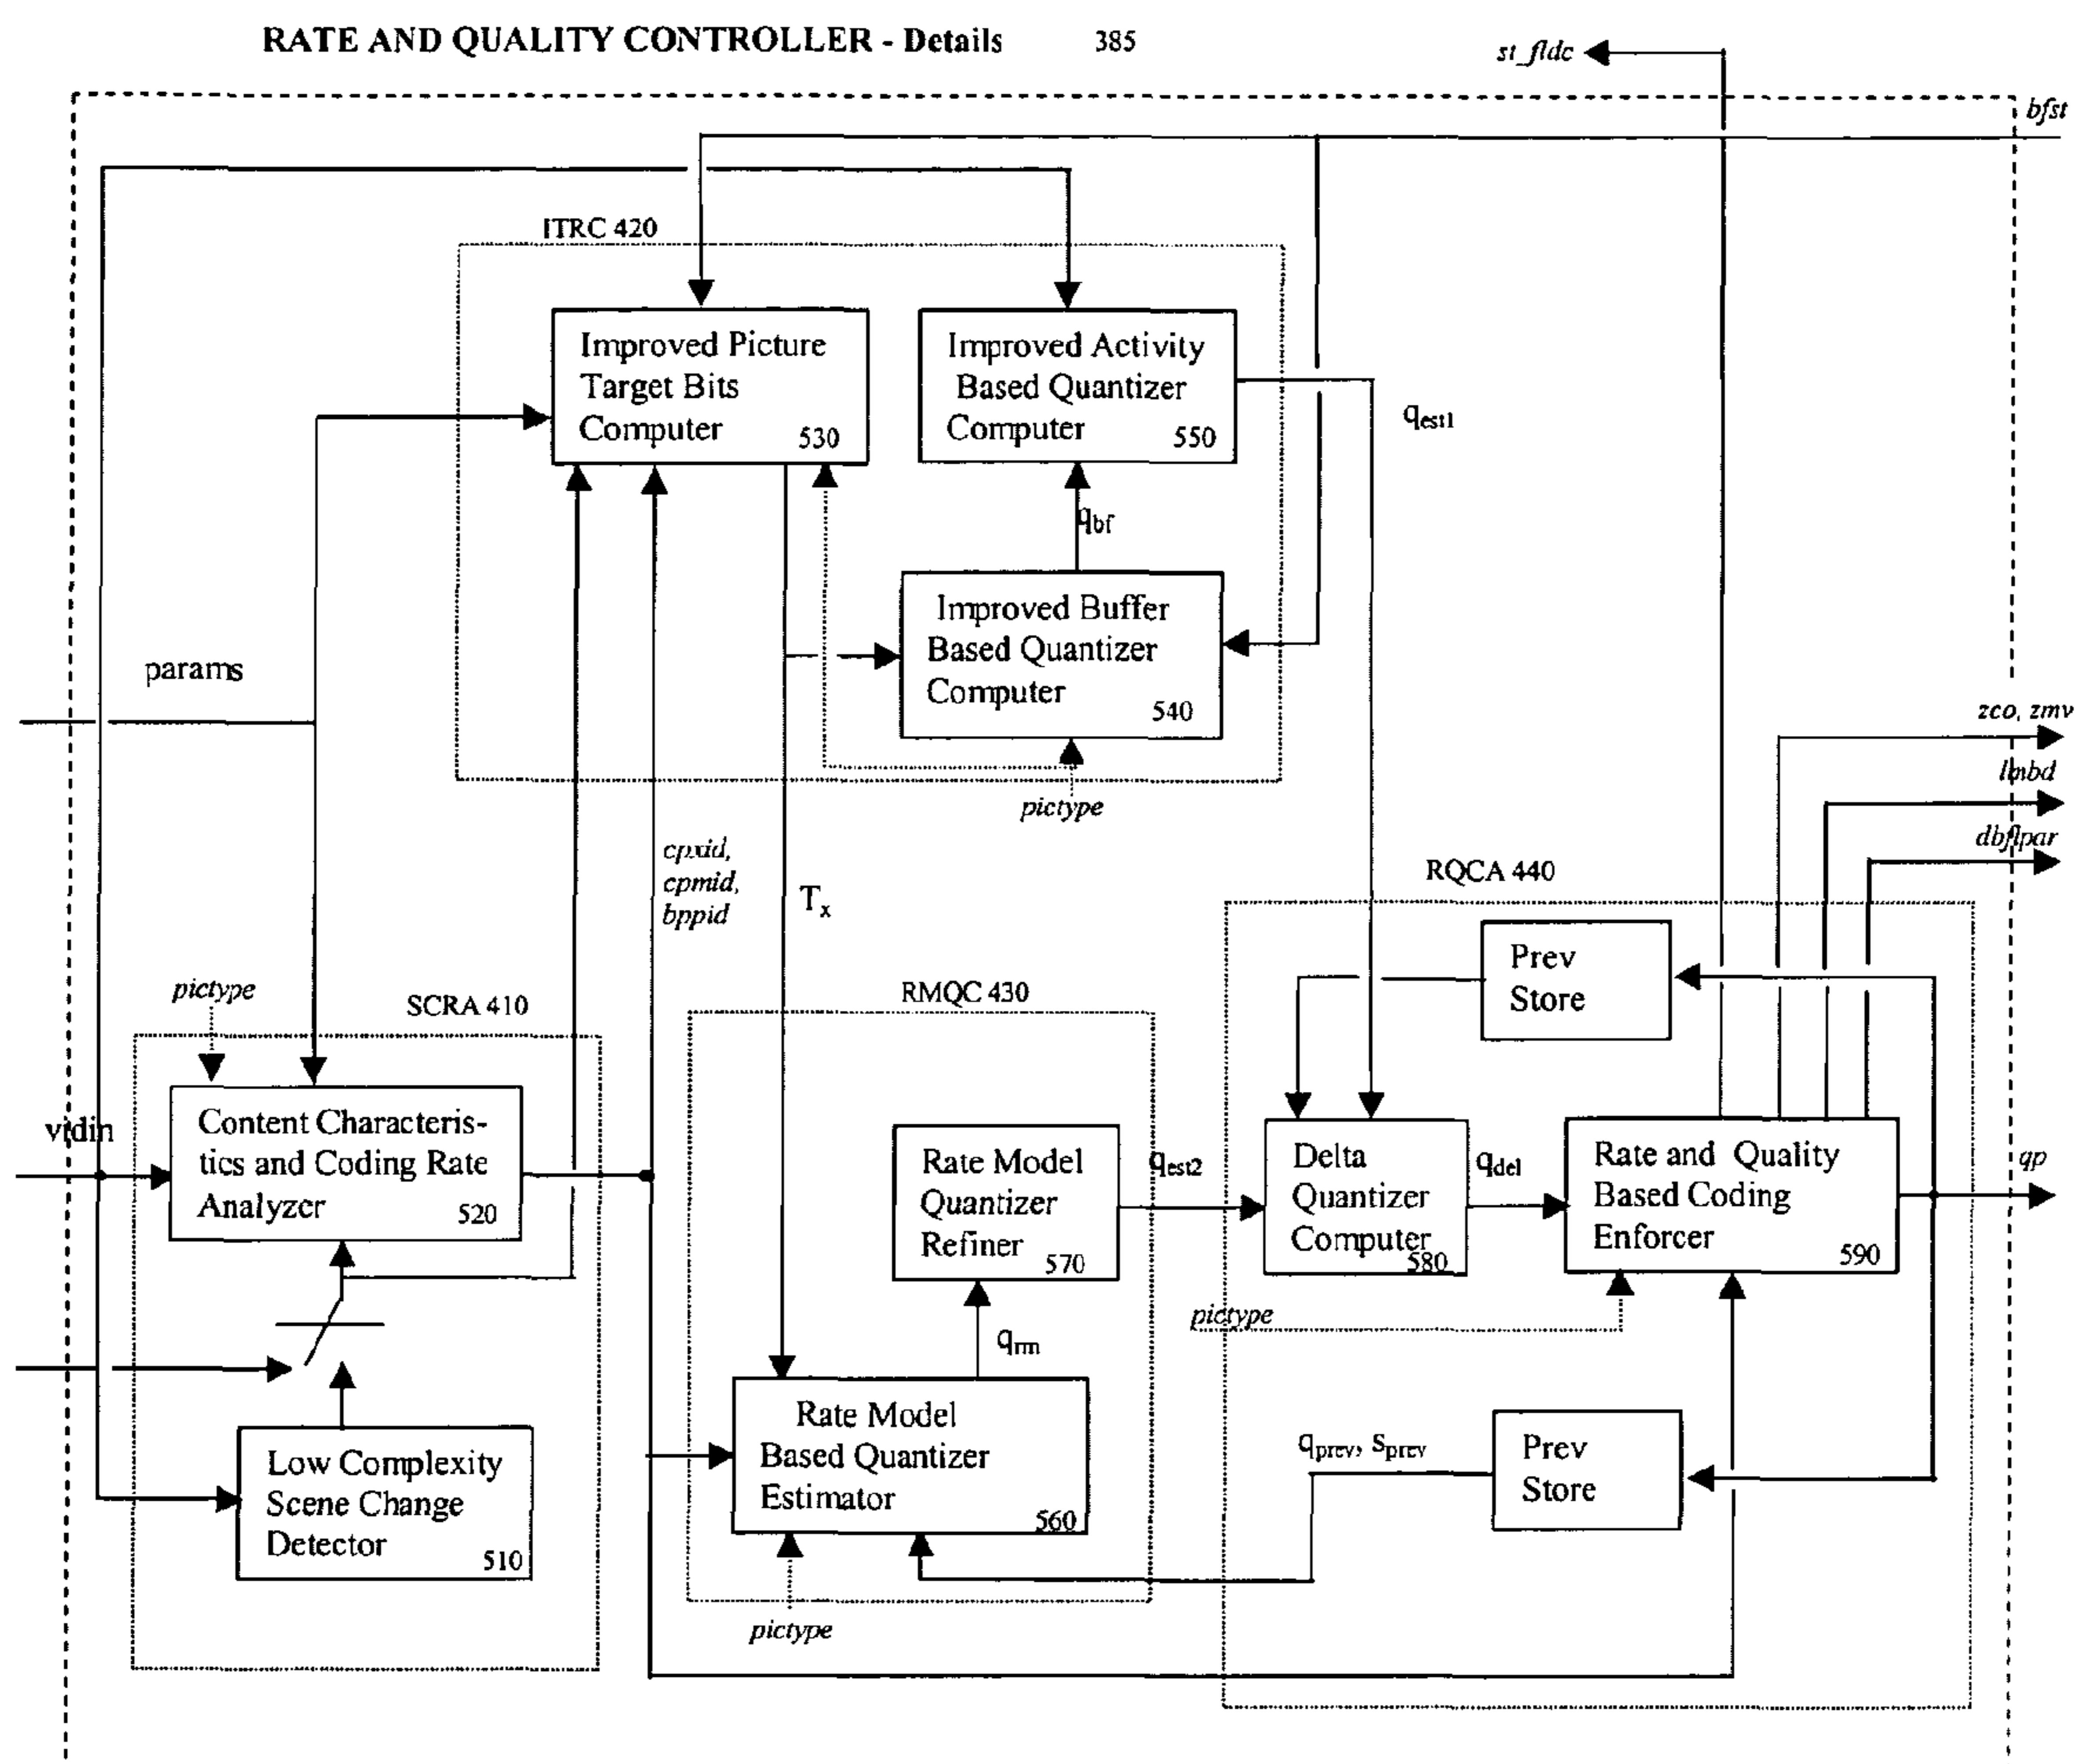 RATE AND QUALITY CONTROLLER - Details 385
st_fldc
bfst
ITRC 420
Improved Picture
Target Bits
Computer 530
Improved Activity
Based Quantizer
Computer 550
qest1
qbf
Improved Buffer
Based Quantizer
Computer 540
params
pictype
zco, zmv
lmbd
dbflpar
cpxid,
cpmid,
bppid
Tx
RQCA 440
Prev
Store
pictype
SCRA 410
RMQC 430
vidin
Content Characteris-
tics and Coding Rate
Analyzer 520
Rate Model
Quantizer
Refiner 570
qest2
Delta
Quantizer
Computer 580
qdel
Rate and Quality
Based Coding
Enforcer 590
qp
pictype
qrm
Rate Model
Based Quantizer
Estimator 560
qprev, sprev
Prev
Store
Low Complexity
Scene Change
Detector 510
pictype